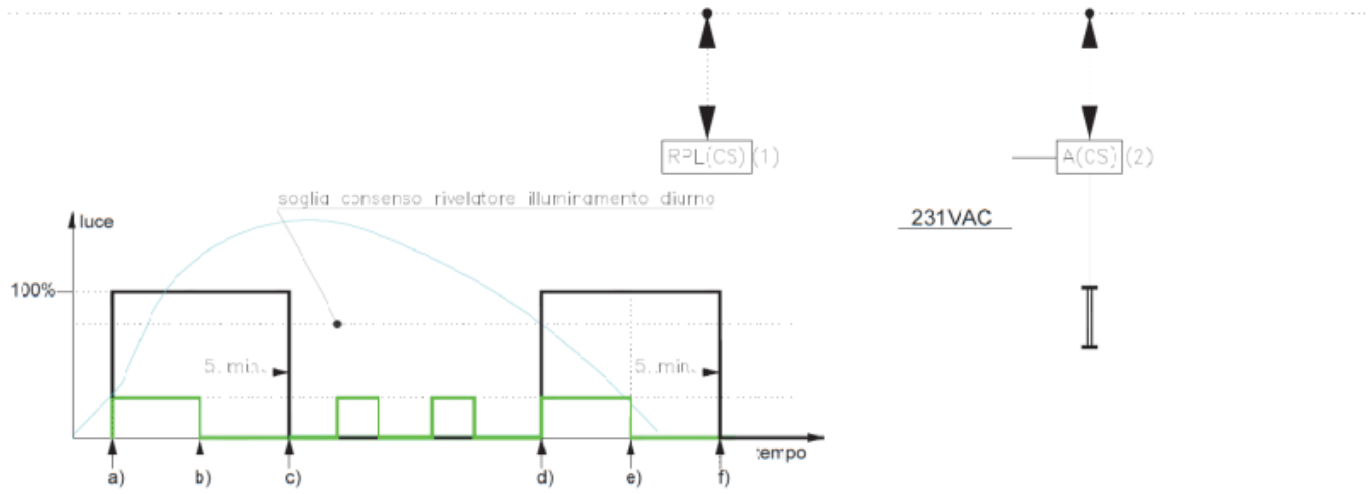 RPL(CS) (1)
A(CS) (2)
soglia consenso rivelatore illuminamento diurno
luce
231VAC
100%
5. min.
5. min.
tempo
a)
b)
c)
d)
e)
f)